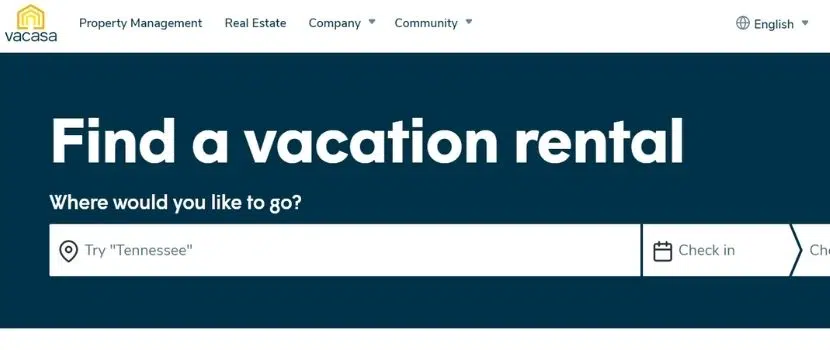 vacasa
Property Management Real Estate Company Community English
Find a vacation rental
Where would you like to go?
Try "Tennessee" Check in